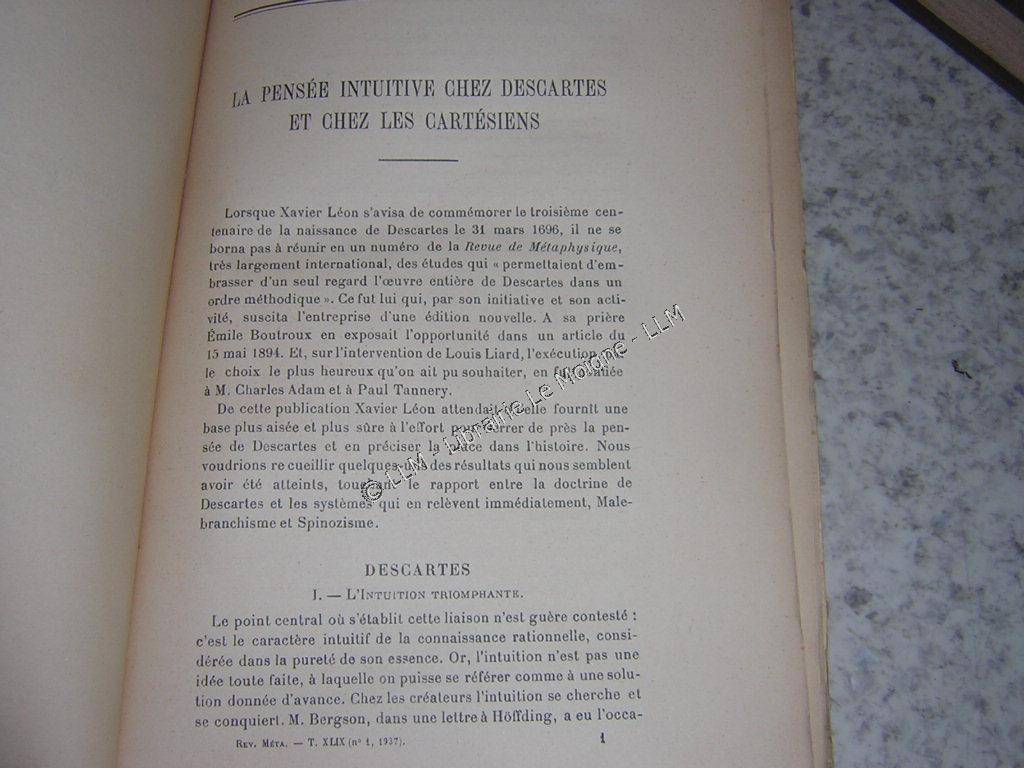 LA PENSÉE INTUITIVE CHEZ DESCARTES
ET CHEZ LES CARTÉSIENS
Lorsque Xavier Léon s'avisa de commémorer le troisième cen-
tenaire de la naissance de Descartes le 31 mars 1696, il ne se
borna pas à réunir en un numéro de la Revue de Métaphysique,
très largement international, des études qui « permettaient d'em-
brasser d'un seul regard l'œuvre entière de Descartes dans un
ordre méthodique ». Ce fut lui qui, par son initiative et son acti-
vité, suscita l'entreprise d'une édition nouvelle. A sa prière
Émile Boutroux en exposait l'opportunité dans un article du
15 mai 1894. Et, sur l'intervention de Louis Liard, l'exécution,
le choix le plus heureux qu'on ait pu souhaiter, en fut confiée
à M. Charles Adam et à Paul Tannery.
De cette publication Xavier Léon attendait qu'elle fournît une
base plus aisée et plus sûre à l'effort pour serrer de près la pen-
sée de Descartes et en préciser la place dans l'histoire. Nous
voudrions re cueillir quelques-uns des résultats qui nous semblent
avoir été atteints, touchant le rapport entre la doctrine de
Descartes et les systèmes qui en relèvent immédiatement, Male-
branchisme et Spinozisme.
DESCARTES
I. — L'INTUITION TRIOMPHANTE.
Le point central où s'établit cette liaison n'est guère contesté :
c'est le caractère intuitif de la connaissance rationnelle, consi-
dérée dans la pureté de son essence. Or, l'intuition n'est pas une
idée toute faite, à laquelle on puisse se référer comme à une solu-
tion donnée d'avance. Chez les créateurs l'intuition se cherche et
se conquiert. M. Bergson, dans une lettre à Höffding, a eu l'occa-
REV. MÉTA. — T. XLIX (n° 1, 1937). 1
© LLM - Librairie Le Moine - LLM